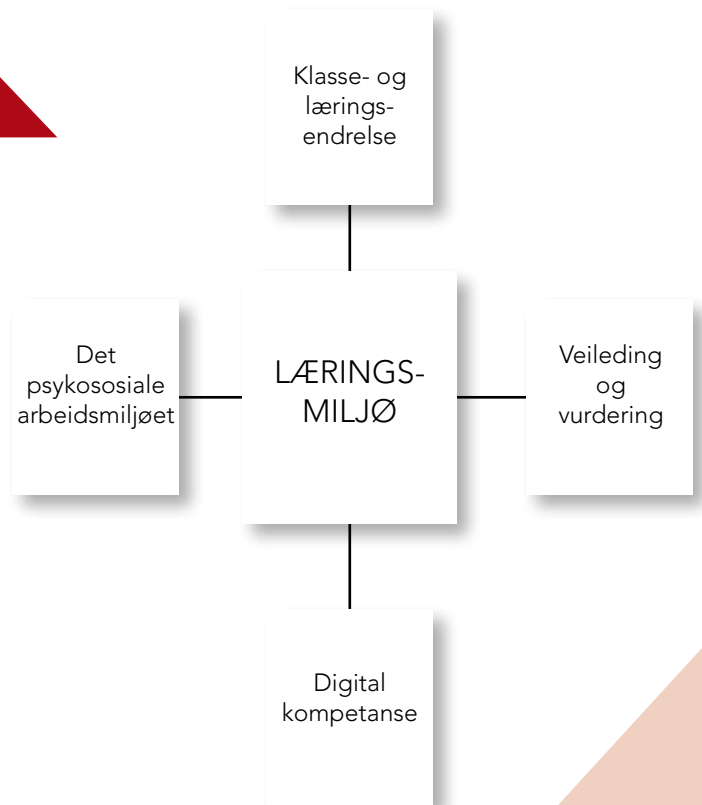 Klasse- og
lærings-
endrelse
Det
psykososiale
arbeidsmiljøet
LÆRINGS-
MILJØ
Veileding
og
vurdering
Digital
kompetanse